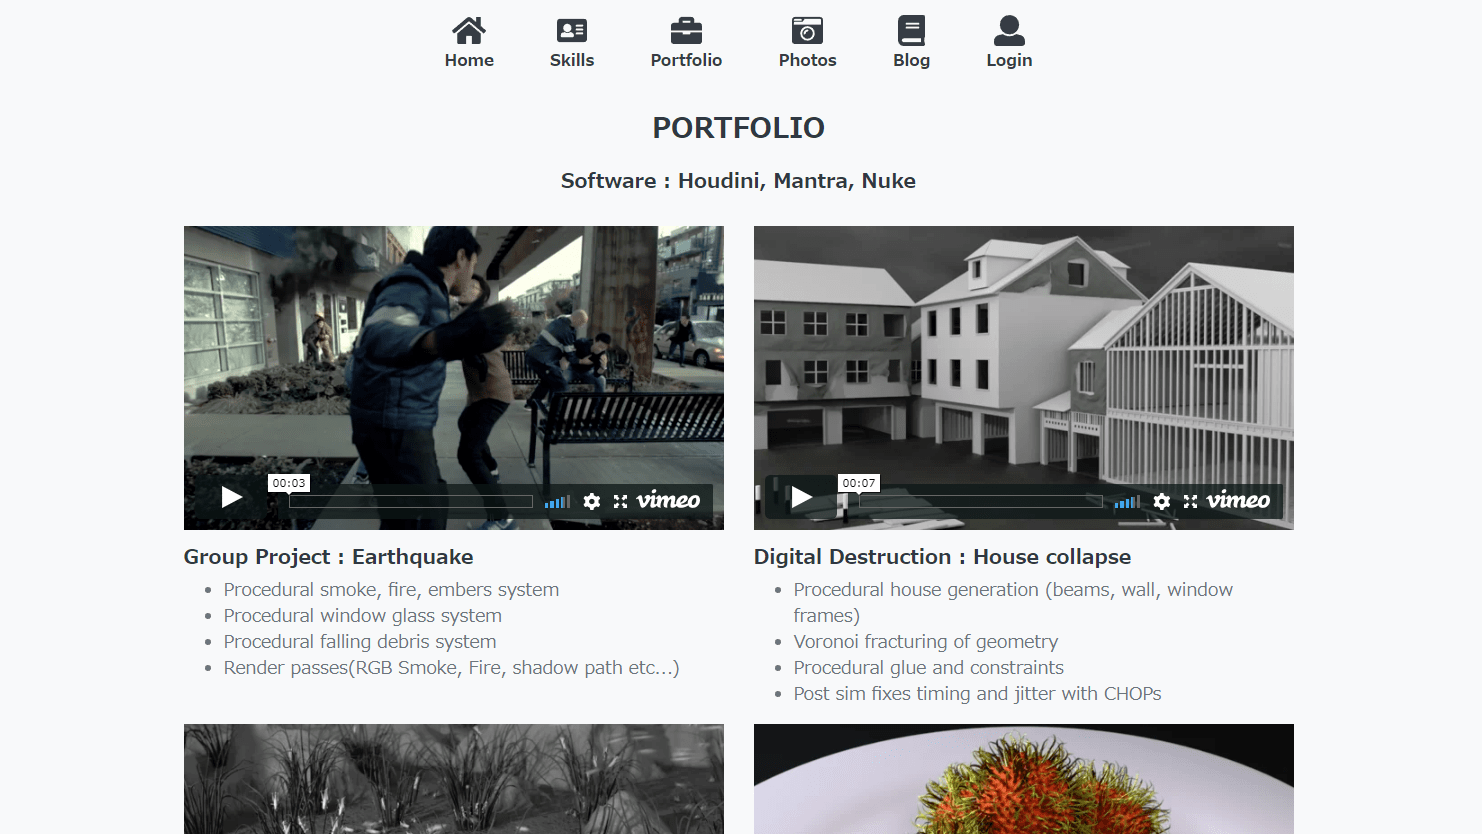 Home
Skills
Portfolio
Photos
Blog
Login
PORTFOLIO
Software : Houdini, Mantra, Nuke
00:03
vimeo
00:07
vimeo
Group Project : Earthquake
Procedural smoke, fire, embers system
Procedural window glass system
Procedural falling debris system
Render passes(RGB Smoke, Fire, shadow path etc...)
Digital Destruction : House collapse
Procedural house generation (beams, wall, window
frames)
Voronoi fracturing of geometry
Procedural glue and constraints
Post sim fixes timing and jitter with CHOPs